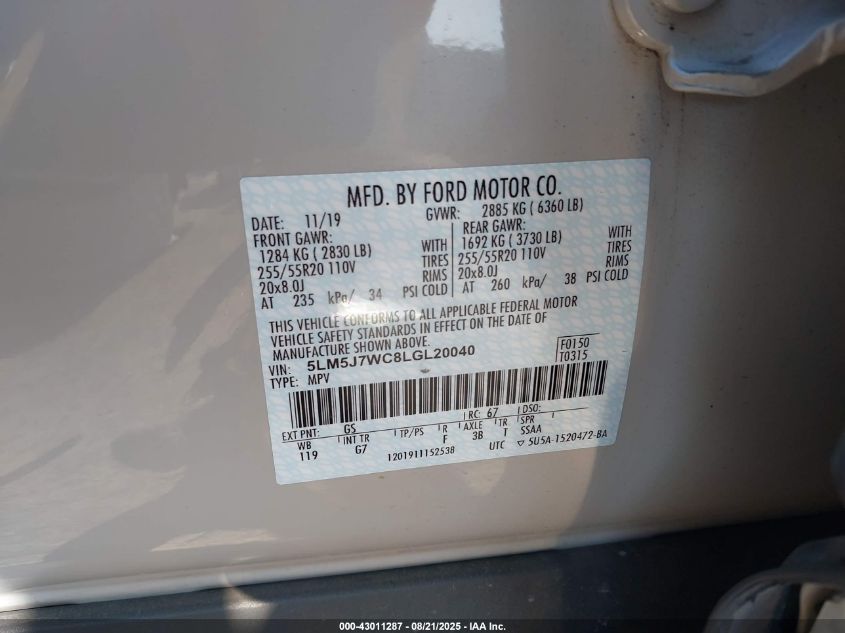 MFD. BY FORD MOTOR CO.
DATE: 11/19 GVWR: 2885 KG ( 6360 LB)
FRONT GAWR: REAR GAWR:
1284 KG ( 2830 LB) WITH 1692 KG ( 3730 LB) WITH
255/55R20 110V TIRES 255/55R20 110V TIRES
20x8.0J RIMS 20x8.0J RIMS
AT 235 kPa/ 34 PSI COLD AT 260 kPa/ 38 PSI COLD
THIS VEHICLE CONFORMS TO ALL APPLICABLE FEDERAL MOTOR
VEHICLE SAFETY STANDARDS IN EFFECT ON THE DATE OF
MANUFACTURE SHOWN ABOVE.
VIN: 5LM5J7WC8LGL20040 F0150
TYPE: MPV T0315
EXT PNT: GS RC: 67 DSO:
WB INT TR TP/PS R AXLE TR SPR
119 G7 F 3B T SSAA
1201911152538 UTC ▽ 5U5A-1520472-BA
000-43011287 - 08/21/2025 - IAA Inc.